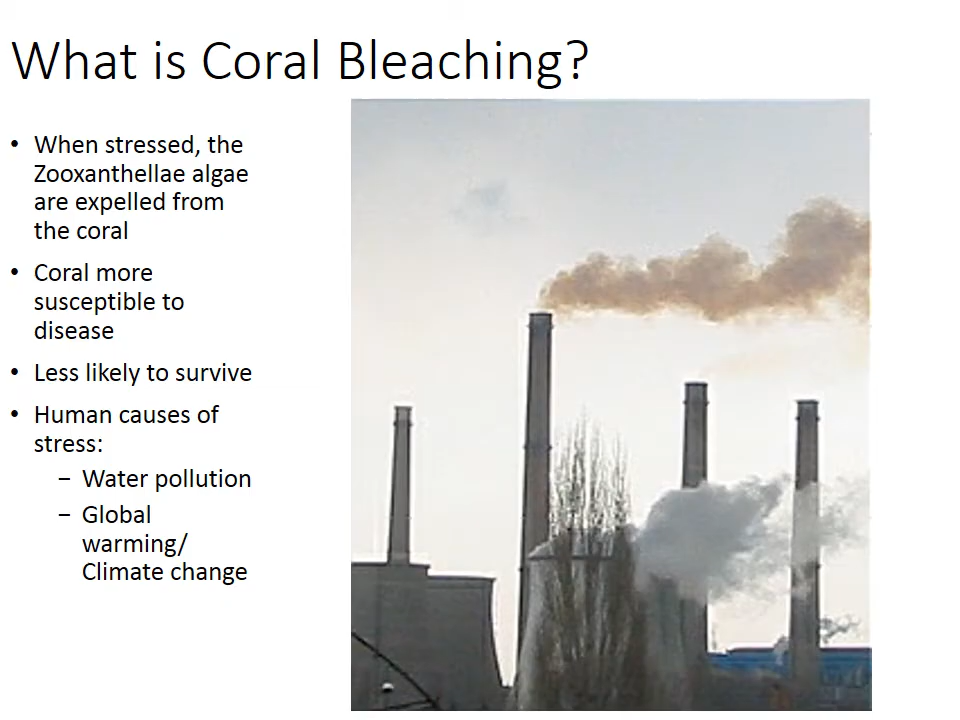 What is Coral Bleaching?
• When stressed, the
Zooxanthellae algae
are expelled from
the coral
• Coral more
susceptible to
disease
• Less likely to survive
• Human causes of
stress:
– Water pollution
– Global
warming/
Climate change